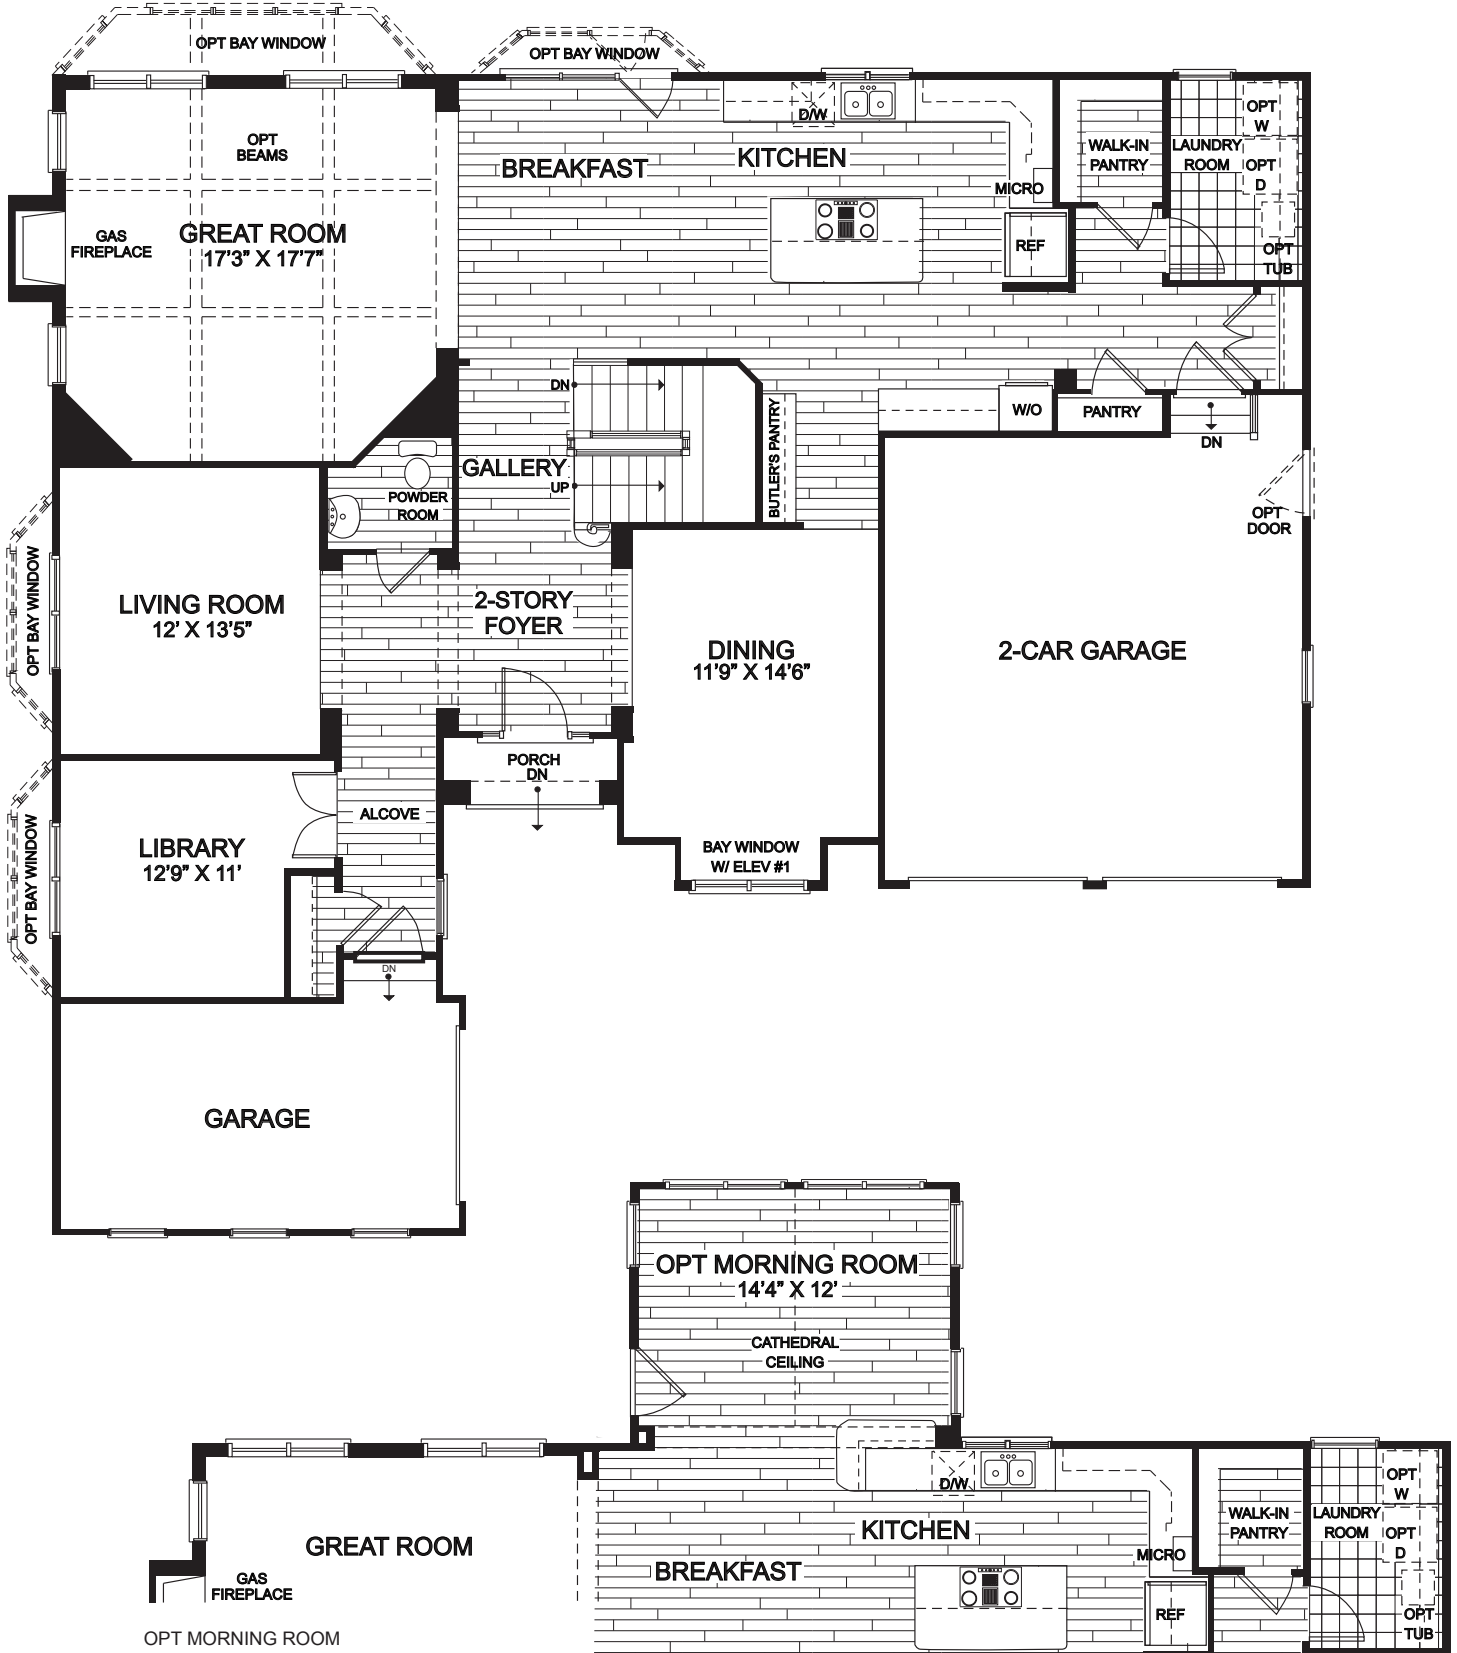 OPT BAY WINDOW
OPT BAY WINDOW
OPT
BEAMS
GREAT ROOM
17'3” X 17'7”
GAS
FIREPLACE
BREAKFAST
KITCHEN
D/W
MICRO
REF
WALK-IN
PANTRY
LAUNDRY
ROOM
OPT
W
OPT
D
OPT
TUB
DN
GALLERY
UP
BUTLER'S PANTRY
W/O
PANTRY
DN
OPT
DOOR
POWDER
ROOM
OPT BAY WINDOW
LIVING ROOM
12' X 13'5”
2-STORY
FOYER
DINING
11'9” X 14'6”
2-CAR GARAGE
PORCH
DN
ALCOVE
OPT BAY WINDOW
LIBRARY
12'9” X 11'
BAY WINDOW
W/ ELEV #1
DN
GARAGE
OPT MORNING ROOM
14'4” X 12'
CATHEDRAL
CEILING
GREAT ROOM
GAS
FIREPLACE
BREAKFAST
KITCHEN
D/W
MICRO
REF
WALK-IN
PANTRY
LAUNDRY
ROOM
OPT
W
OPT
D
OPT
TUB
OPT MORNING ROOM